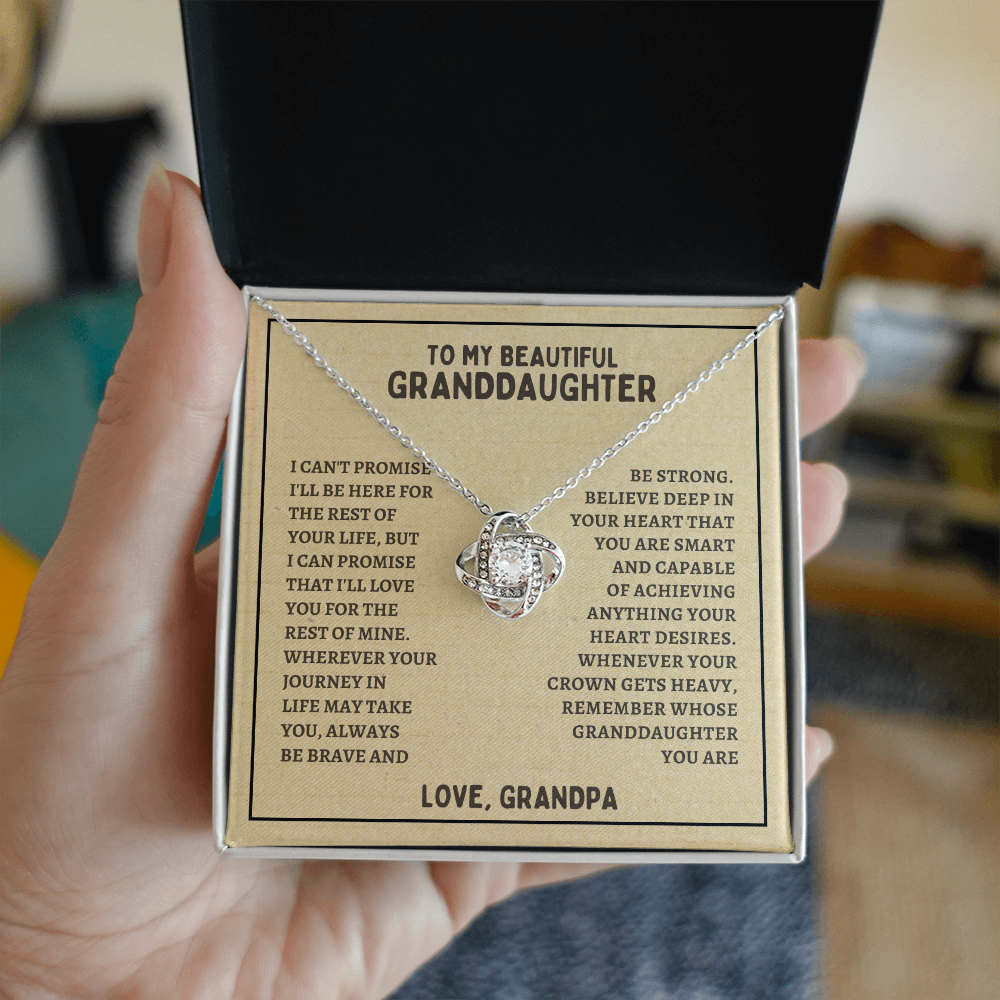 TO MY BEAUTIFUL
GRANDDAUGHTER
I CAN'T PROMISE
I'LL BE HERE FOR
THE REST OF
YOUR LIFE, BUT
I CAN PROMISE
THAT I'LL LOVE
YOU FOR THE
REST OF MINE.
WHEREVER YOUR
JOURNEY IN
LIFE MAY TAKE
YOU, ALWAYS
BE BRAVE AND
BE STRONG.
BELIEVE DEEP IN
YOUR HEART THAT
YOU ARE SMART
AND CAPABLE
OF ACHIEVING
ANYTHING YOUR
HEART DESIRES.
WHENEVER YOUR
CROWN GETS HEAVY,
REMEMBER WHOSE
GRANDDAUGHTER
YOU ARE
LOVE, GRANDPA